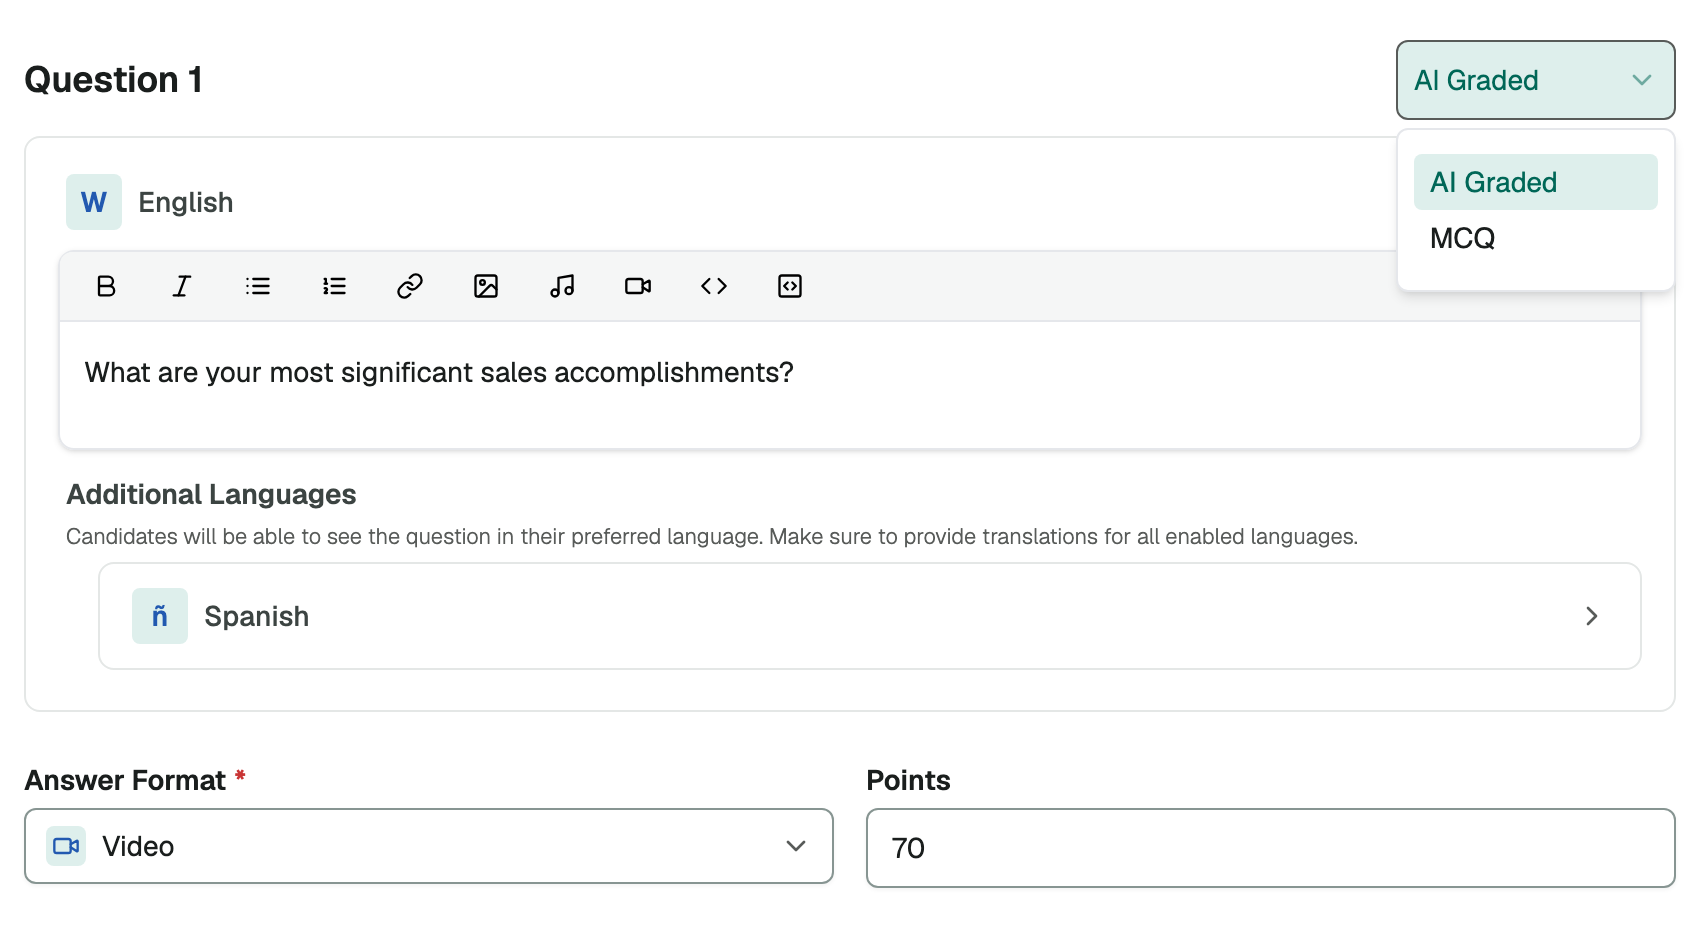 Question 1
AI Graded
AI Graded
MCQ
W English
What are your most significant sales accomplishments?
Additional Languages
Candidates will be able to see the question in their preferred language. Make sure to provide translations for all enabled languages.
ñ Spanish
Answer Format *
Video
Points
70